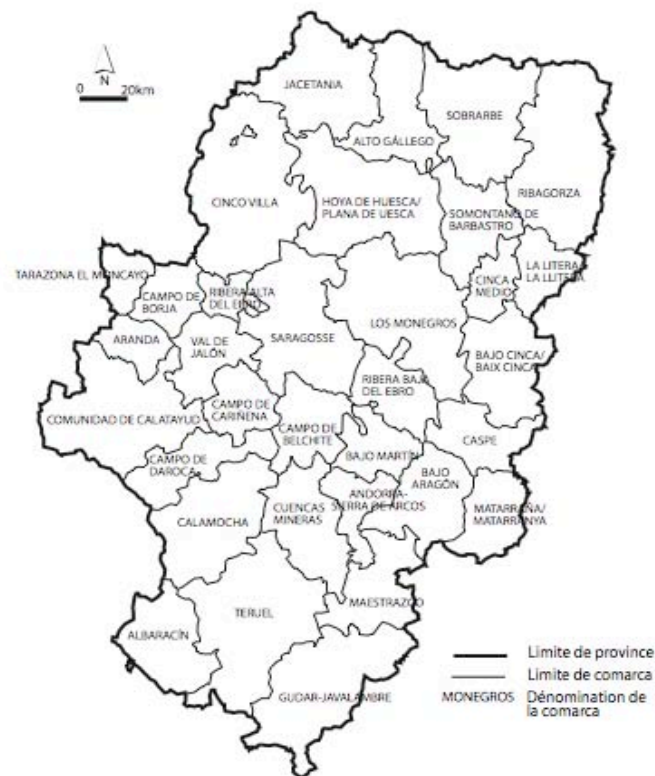 N
0 20km
JACETANIA
SOBRARBE
ALTO GÁLLEGO
RIBAGORZA
CINCO VILLA
HOYA DE HUESCA/
PLANA DE UESCA
SOMONTANO DE
BARBASTRO
TARAZONA EL MONCAYO
LA LITERA/
LA LLITERA
CINCA
MEDIO
CAMPO DE
BORJA
RIBERA ALTA
DEL EBRO
ARANDA
VAL DE
JALÓN
SARAGOSSE
LOS MONEGROS
BAJO CINCA/
BAIX CINCA
RIBERA BAJA
DEL EBRO
COMUNIDAD DE CALATAYUD
CAMPO DE
CARIÑENA
CAMPO DE
BELCHITE
CASPE
BAJO MARTÍN
CAMPO DE
DAROCA
BAJO
ARAGÓN
ANDORRA-
SIERRA DE ARCOS
CUENCAS
MINERAS
MATARRAÑA/
MATARRANYA
CALAMOCHA
MAESTRAZGO
TERUEL
ALBARACÍN
GUDAR-JAVALAMBRE
Limite de province
Limite de comarca
MONEGROS Dénomination de
la comarca